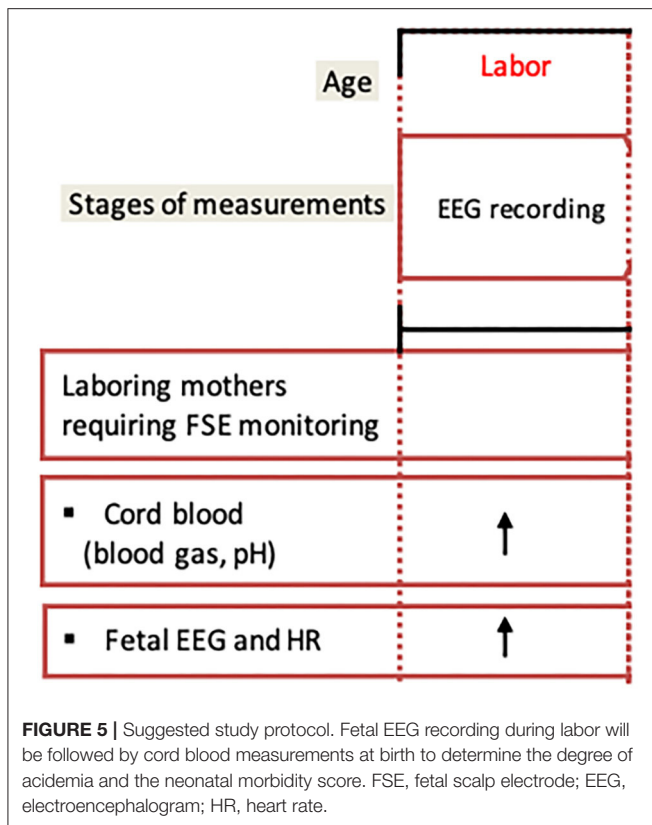 Age
Labor
Stages of measurements
EEG recording
Laboring mothers
requiring FSE monitoring
▪ Cord blood
(blood gas, pH)
▪ Fetal EEG and HR
FIGURE 5 | Suggested study protocol. Fetal EEG recording during labor will
be followed by cord blood measurements at birth to determine the degree of
acidemia and the neonatal morbidity score. FSE, fetal scalp electrode; EEG,
electroencephalogram; HR, heart rate.